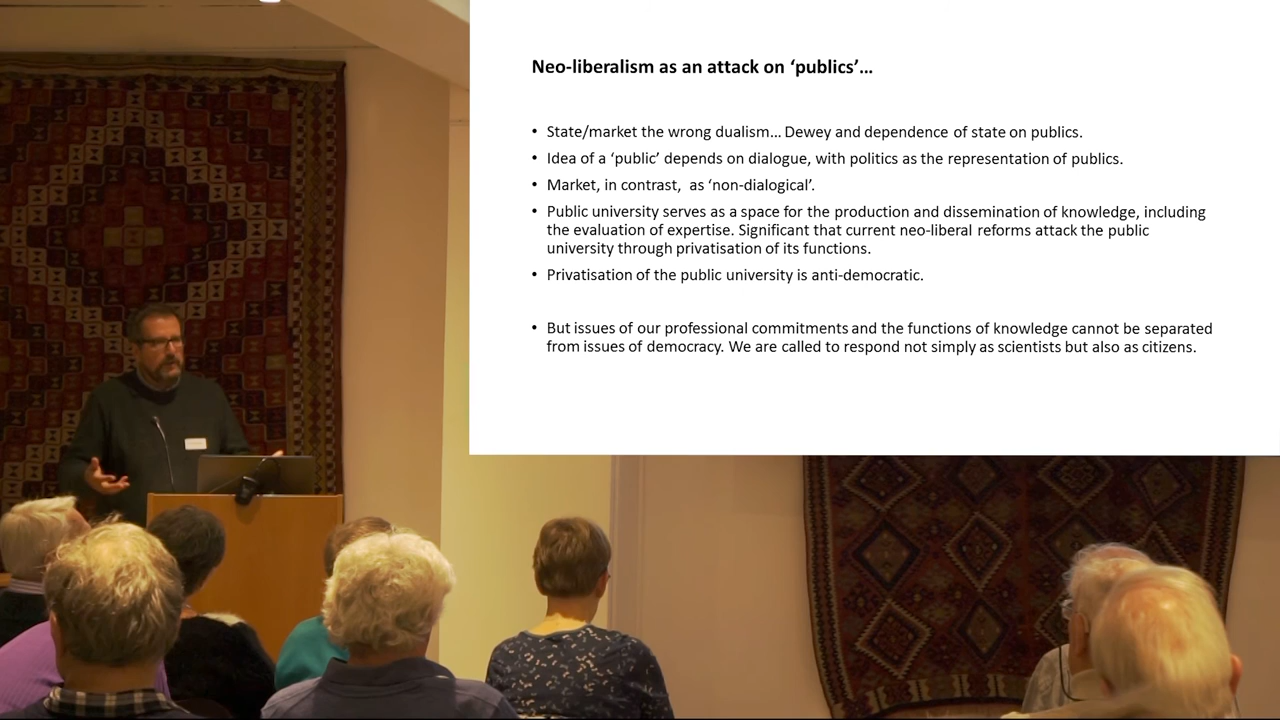 Neo-liberalism as an attack on ‘publics’...
• State/market the wrong dualism... Dewey and dependence of state on publics.
• Idea of a ‘public’ depends on dialogue, with politics as the representation of publics.
• Market, in contrast,  as ‘non-dialogical’.
• Public university serves as a space for the production and dissemination of knowledge, including
the evaluation of expertise. Significant that current neo-liberal reforms attack the public
university through privatisation of its functions.
• Privatisation of the public university is anti-democratic.
• But issues of our professional commitments and the functions of knowledge cannot be separated
from issues of democracy. We are called to respond not simply as scientists but also as citizens.